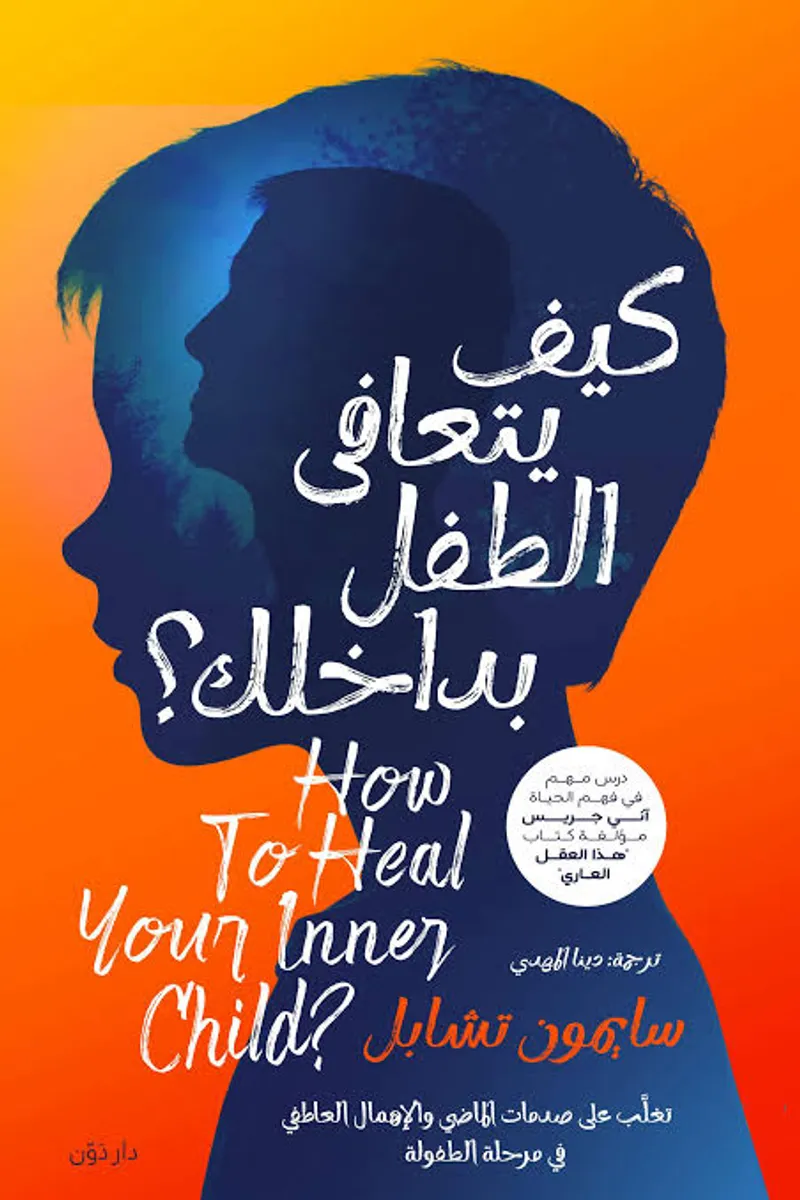 كيف
يتعافى
الطفل
بداخلك؟
How
To Heal
Your Inner
Child?
درس مهم
في فهم الحياة
آني جريس
مؤلفة كتاب
"هذا العقل
العاري"
ترجمة: دينا المهدي
سايمون تشابل
تغلَّب على صدمات الماضي والإهمال العاطفي
في مرحلة الطفولة
دار دَوِّن